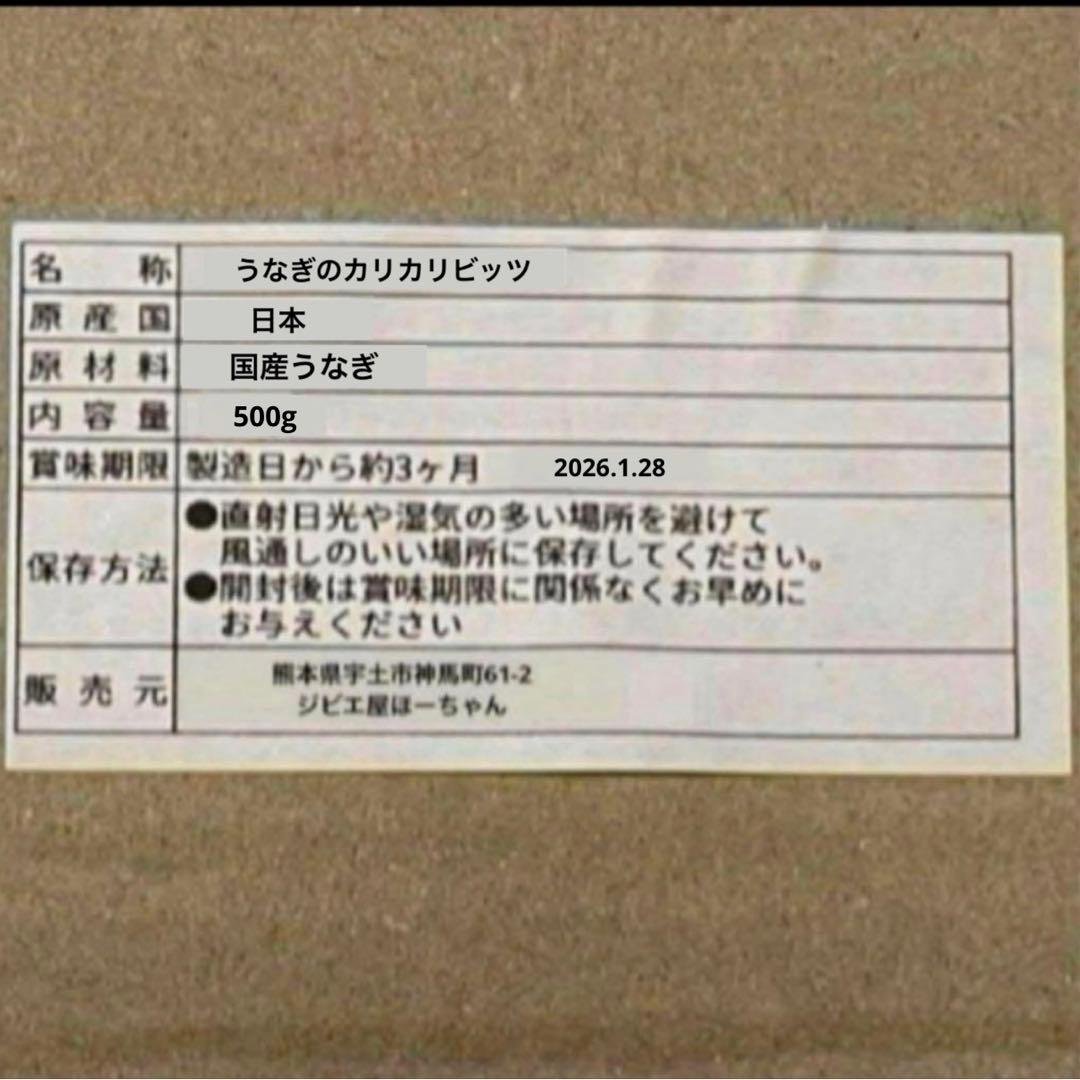 名称 うなぎのカリカリビッツ
原産国 日本
原材料 国産うなぎ
内容量 500g
賞味期限 製造日から約3ヶ月 2026.1.28
保存方法 ●直射日光や湿気の多い場所を避けて
風通しのいい場所に保存してください。
●開封後は賞味期限に関係なくお早めに
お与えください
販売元 熊本県宇土市神馬町61-2
ジビエ屋ほーちゃん